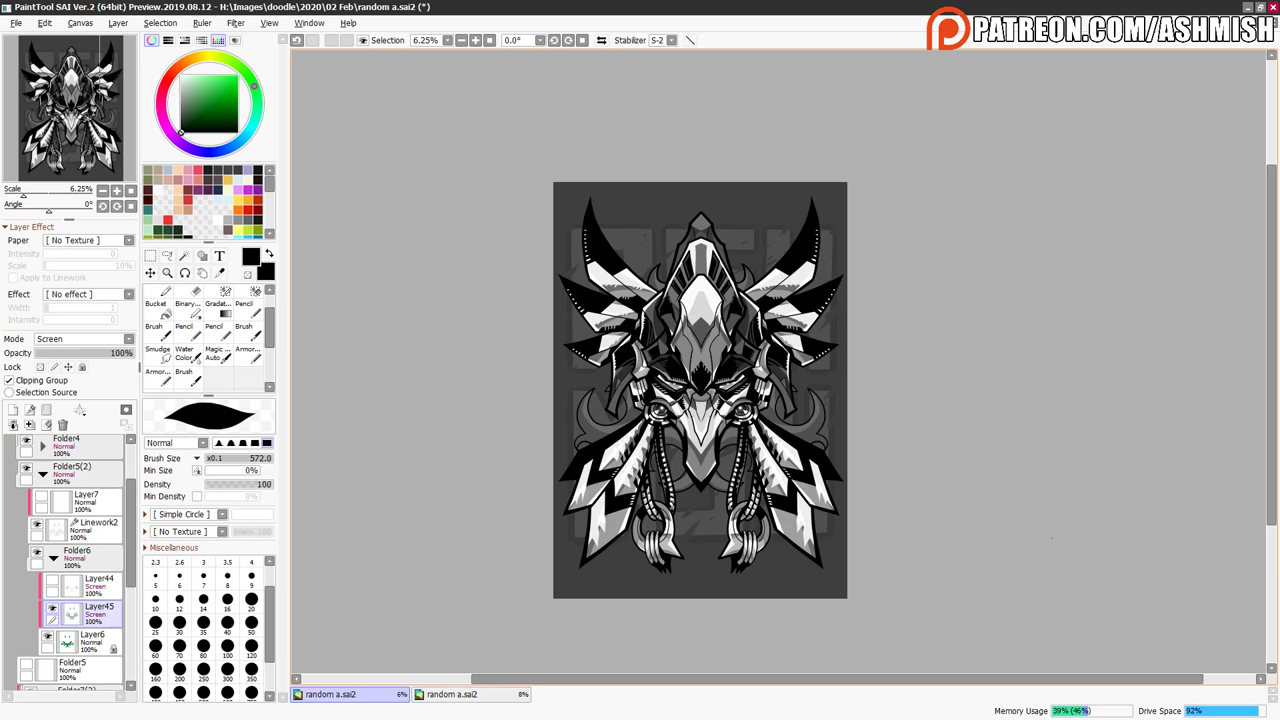 PaintTool SAI Ver.2 (64bit) Preview.2019.08.12 - H:\Images\doodle\2020\02 Feb\random a.sai2 (*)
PATREON.COM/ASHMISH
File Edit Canvas Layer Selection Ruler Filter View Window Help
Selection 6.25% 0.0° Stabilizer S-2
Scale 6.25%
Angle 0°
Layer Effect
Paper [ No Texture ]
Intensity 0
Scale 10%
Apply to Linework
Effect [ No effect ]
Width 1
Intensity 0
Mode Screen
Opacity 100%
Lock
Clipping Group
Selection Source
Folder4
Normal
100%
Folder5(2)
Normal
100%
Layer7
Normal
100%
Linework2
Normal
100%
Folder6
Normal
100%
Layer44
Screen
100%
Layer45
Screen
100%
Layer6
Normal
100%
Folder5
Normal
100%
T
Bucket Binary... Gradat... Pencil
Brush Pencil Pencil Brush
Smudge Water Color... Magic ... Auto Armor...
Armor... Brush
Normal
Brush Size x0.1 572.0
Min Size 0%
Density 100
Min Density 0%
[ Simple Circle ]
[ No Texture ] Intens. 100
Miscellaneous
2.3 2.6 3 3.5 4
5 6 7 8 9
10 12 14 16 20
25 30 35 40 50
60 70 80 100 120
160 200 250 300 350
random a.sai2 6% random a.sai2 8%
Memory Usage 39% (46%) Drive Space 92%